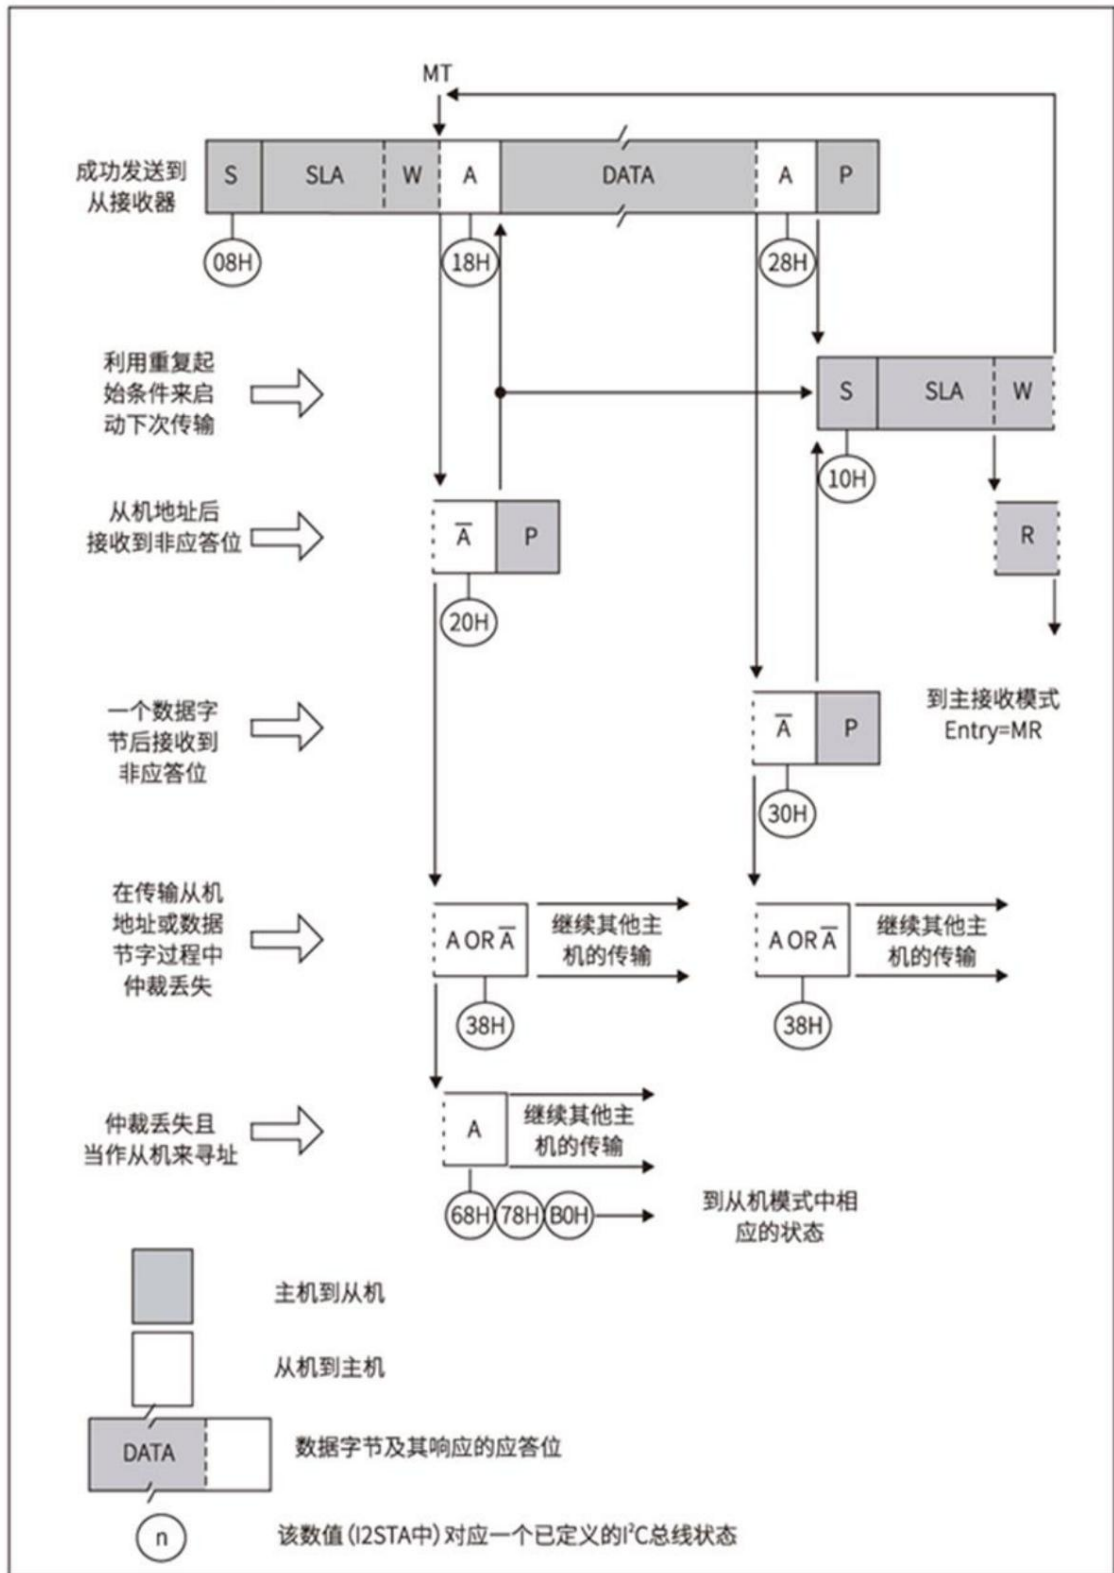 MT
成功发送到
从接收器
S SLA W A DATA A P
08H 18H 28H
利用重复起
始条件来启
动下次传输
S SLA W
10H
从机地址后
接收到非应答位
A̅ P
R
20H
一个数据字
节后接收到
非应答位
A̅ P
到主接收模式
Entry=MR
30H
在传输从机
地址或数据
节字过程中
仲裁丢失
A OR A̅
继续其他主
机的传输
A OR A̅
继续其他主
机的传输
38H 38H
仲裁丢失且
当作从机来寻址
A
继续其他主
机的传输
68H 78H B0H
到从机模式中相
应的状态
主机到从机
从机到主机
DATA
数据字节及其响应的应答位
n
该数值(I2STA中)对应一个已定义的I²C总线状态